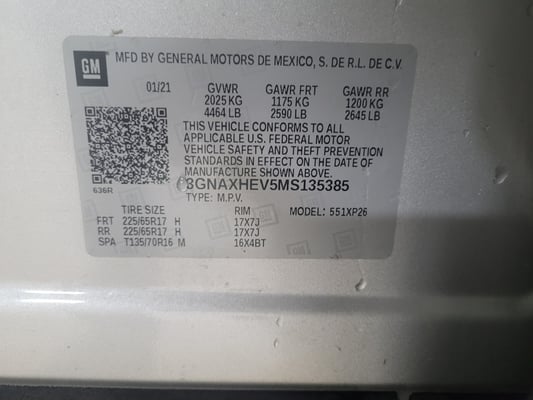 GM
MFD BY GENERAL MOTORS DE MEXICO, S. DE R.L. DE C.V.
01/21 GVWR GAWR FRT GAWR RR
2025 KG 1175 KG 1200 KG
4464 LB 2590 LB 2645 LB
THIS VEHICLE CONFORMS TO ALL
APPLICABLE U.S. FEDERAL MOTOR
VEHICLE SAFETY AND THEFT PREVENTION
STANDARDS IN EFFECT ON THE DATE OF
MANUFACTURE SHOWN ABOVE.
3GNAXHEV5MS135385
636R
TYPE: M.P.V.
TIRE SIZE RIM MODEL: 551XP26
FRT 225/65R17 H 17X7J
RR 225/65R17 H 17X7J
SPA T135/70R16 M 16X4BT